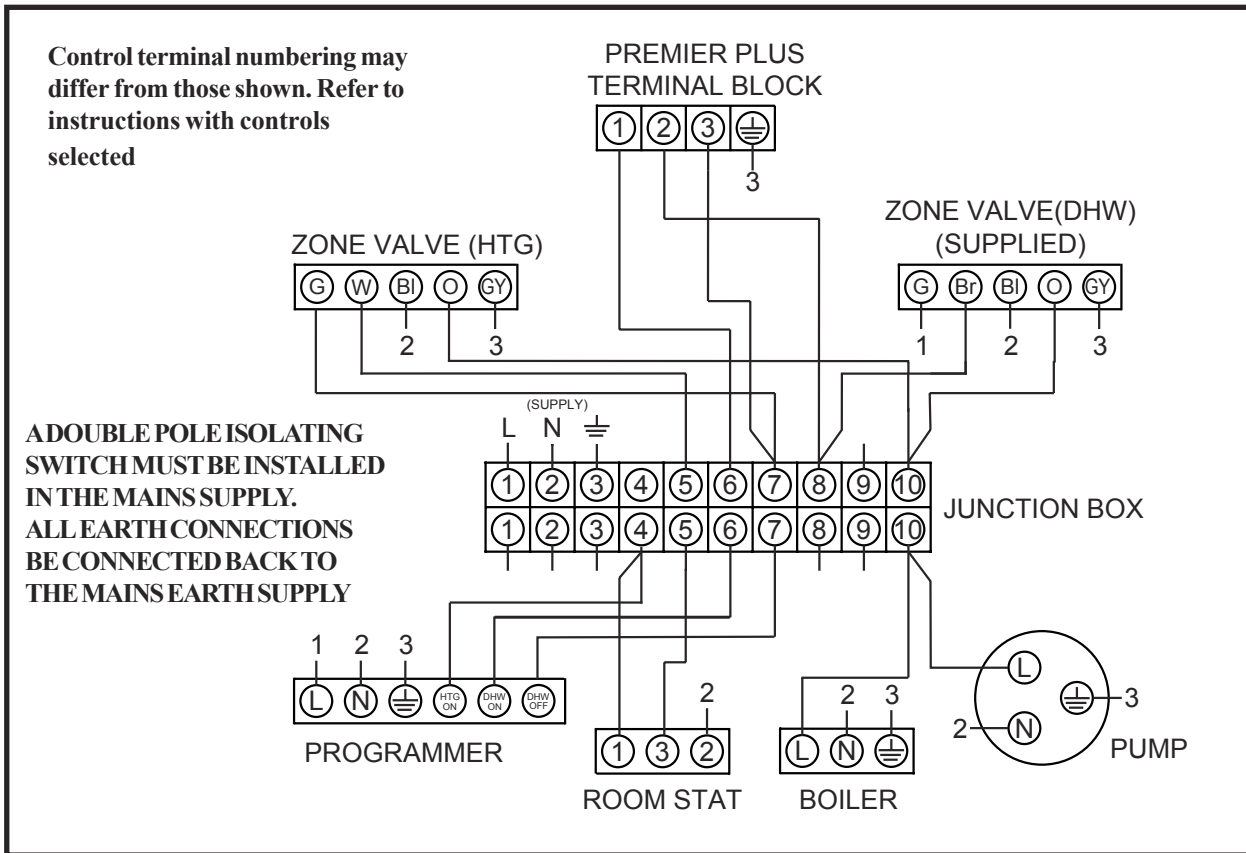 Control terminal numbering may
differ from those shown. Refer to
instructions with controls
selected
PREMIER PLUS
TERMINAL BLOCK
1 2 3
3
ZONE VALVE (HTG)
G W Bl O GY
2 3
ZONE VALVE(DHW)
(SUPPLIED)
G Br Bl O GY
1 2 3
A DOUBLE POLE ISOLATING
SWITCH MUST BE INSTALLED
IN THE MAINS SUPPLY.
ALL EARTH CONNECTIONS
BE CONNECTED BACK TO
THE MAINS EARTH SUPPLY
(SUPPLY)
L N
1 2 3 4 5 6 7 8 9 10
1 2 3 4 5 6 7 8 9 10
JUNCTION BOX
1 2 3
L N HTG ON DHW ON DHW OFF
PROGRAMMER
2
1 3 2
ROOM STAT
2 3
L N
BOILER
L
3
2 N
PUMP